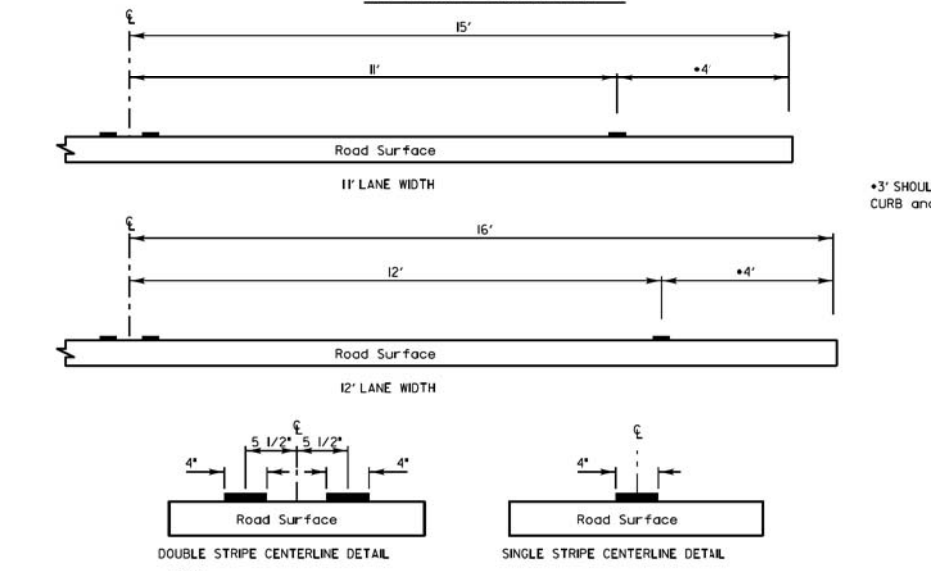 ℄
15'
11'
•4'
Road Surface
11' LANE WIDTH
•3' SHOUL
CURB and
℄
16'
12'
•4'
Road Surface
12' LANE WIDTH
℄
5 1/2" 5 1/2"
4" 4"
Road Surface
DOUBLE STRIPE CENTERLINE DETAIL
℄
4"
Road Surface
SINGLE STRIPE CENTERLINE DETAIL